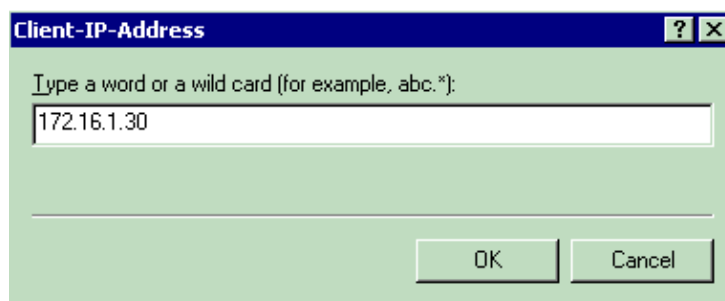 Client-IP-Address
Type a word or a wild card (for example, abc.*):
172.16.1.30
OK
Cancel